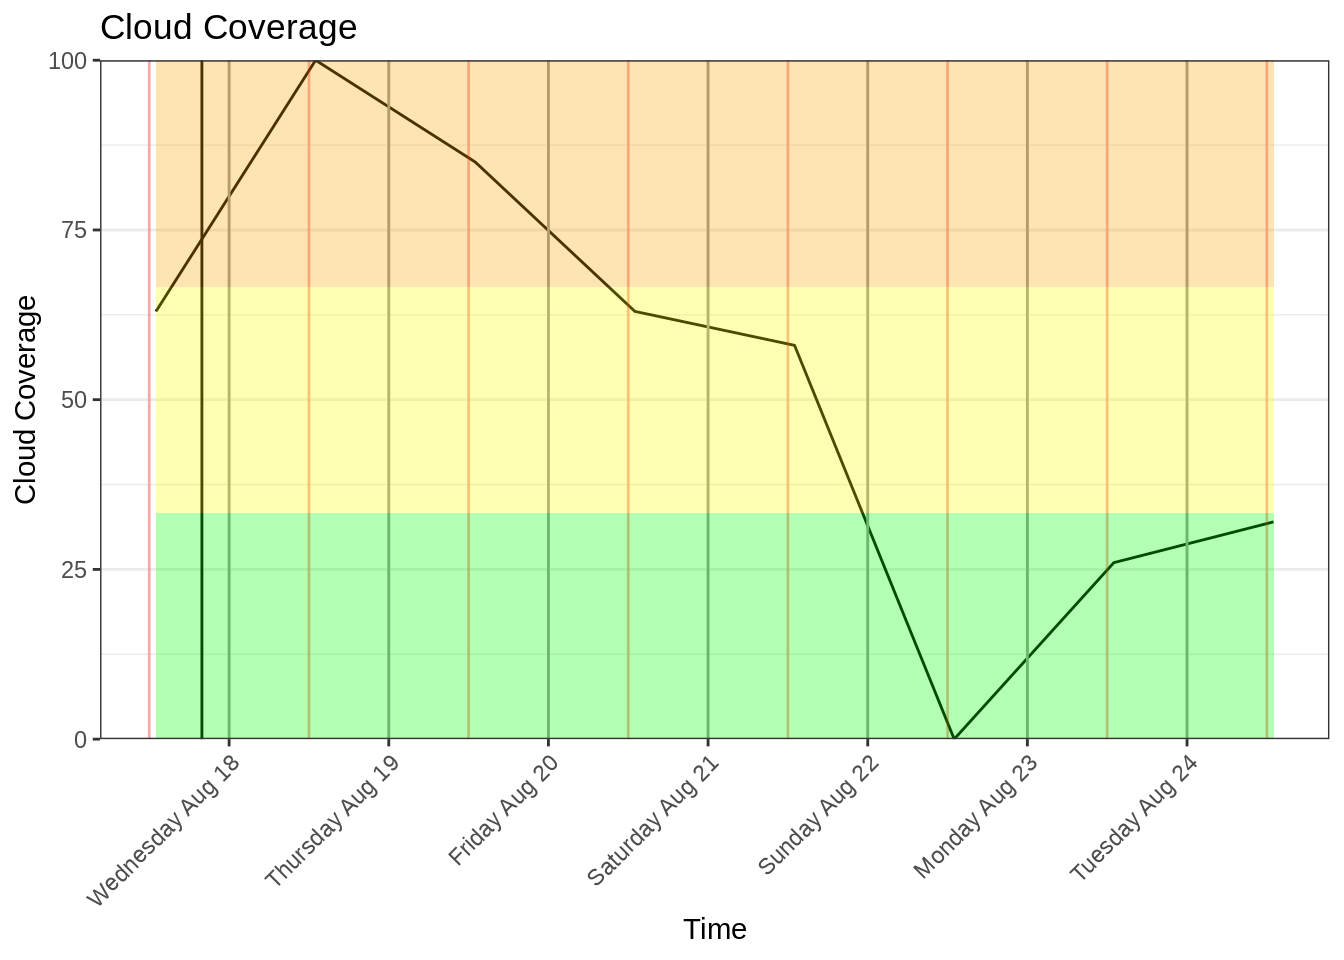 Cloud Coverage
100
75
50
25
0
Cloud Coverage
Wednesday Aug 18
Thursday Aug 19
Friday Aug 20
Saturday Aug 21
Sunday Aug 22
Monday Aug 23
Tuesday Aug 24
Time